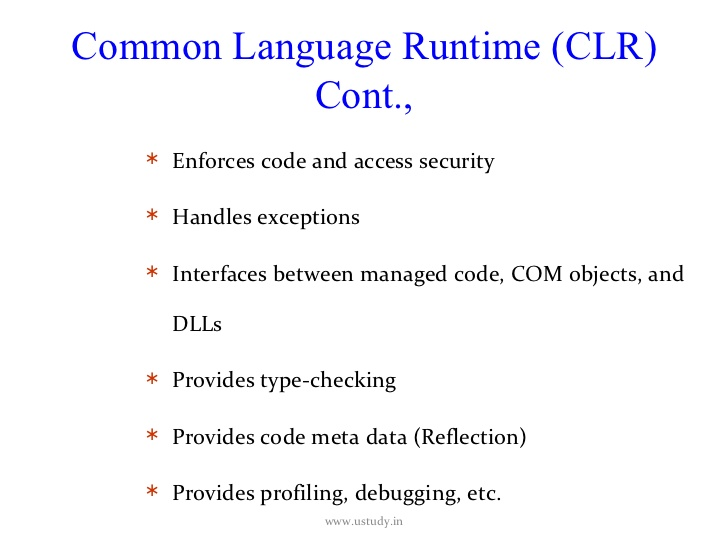 Common Language Runtime (CLR)
Cont.,
* Enforces code and access security
* Handles exceptions
* Interfaces between managed code, COM objects, and
DLLs
* Provides type-checking
* Provides code meta data (Reflection)
* Provides profiling, debugging, etc.
www.ustudy.in